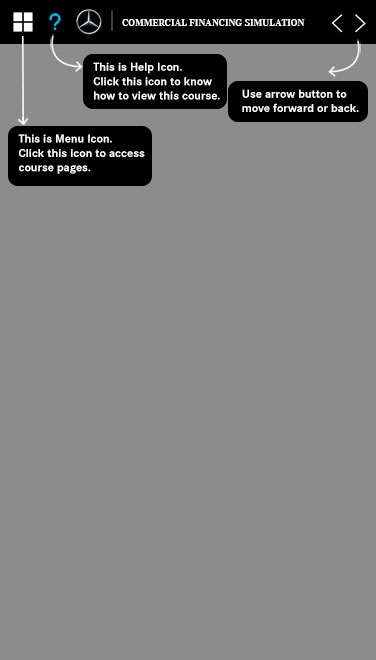 COMMERCIAL FINANCING SIMULATION
This is Help Icon.
Click this icon to know
how to view this course.
Use arrow button to
move forward or back.
This is Menu Icon.
Click this icon to access
course pages.